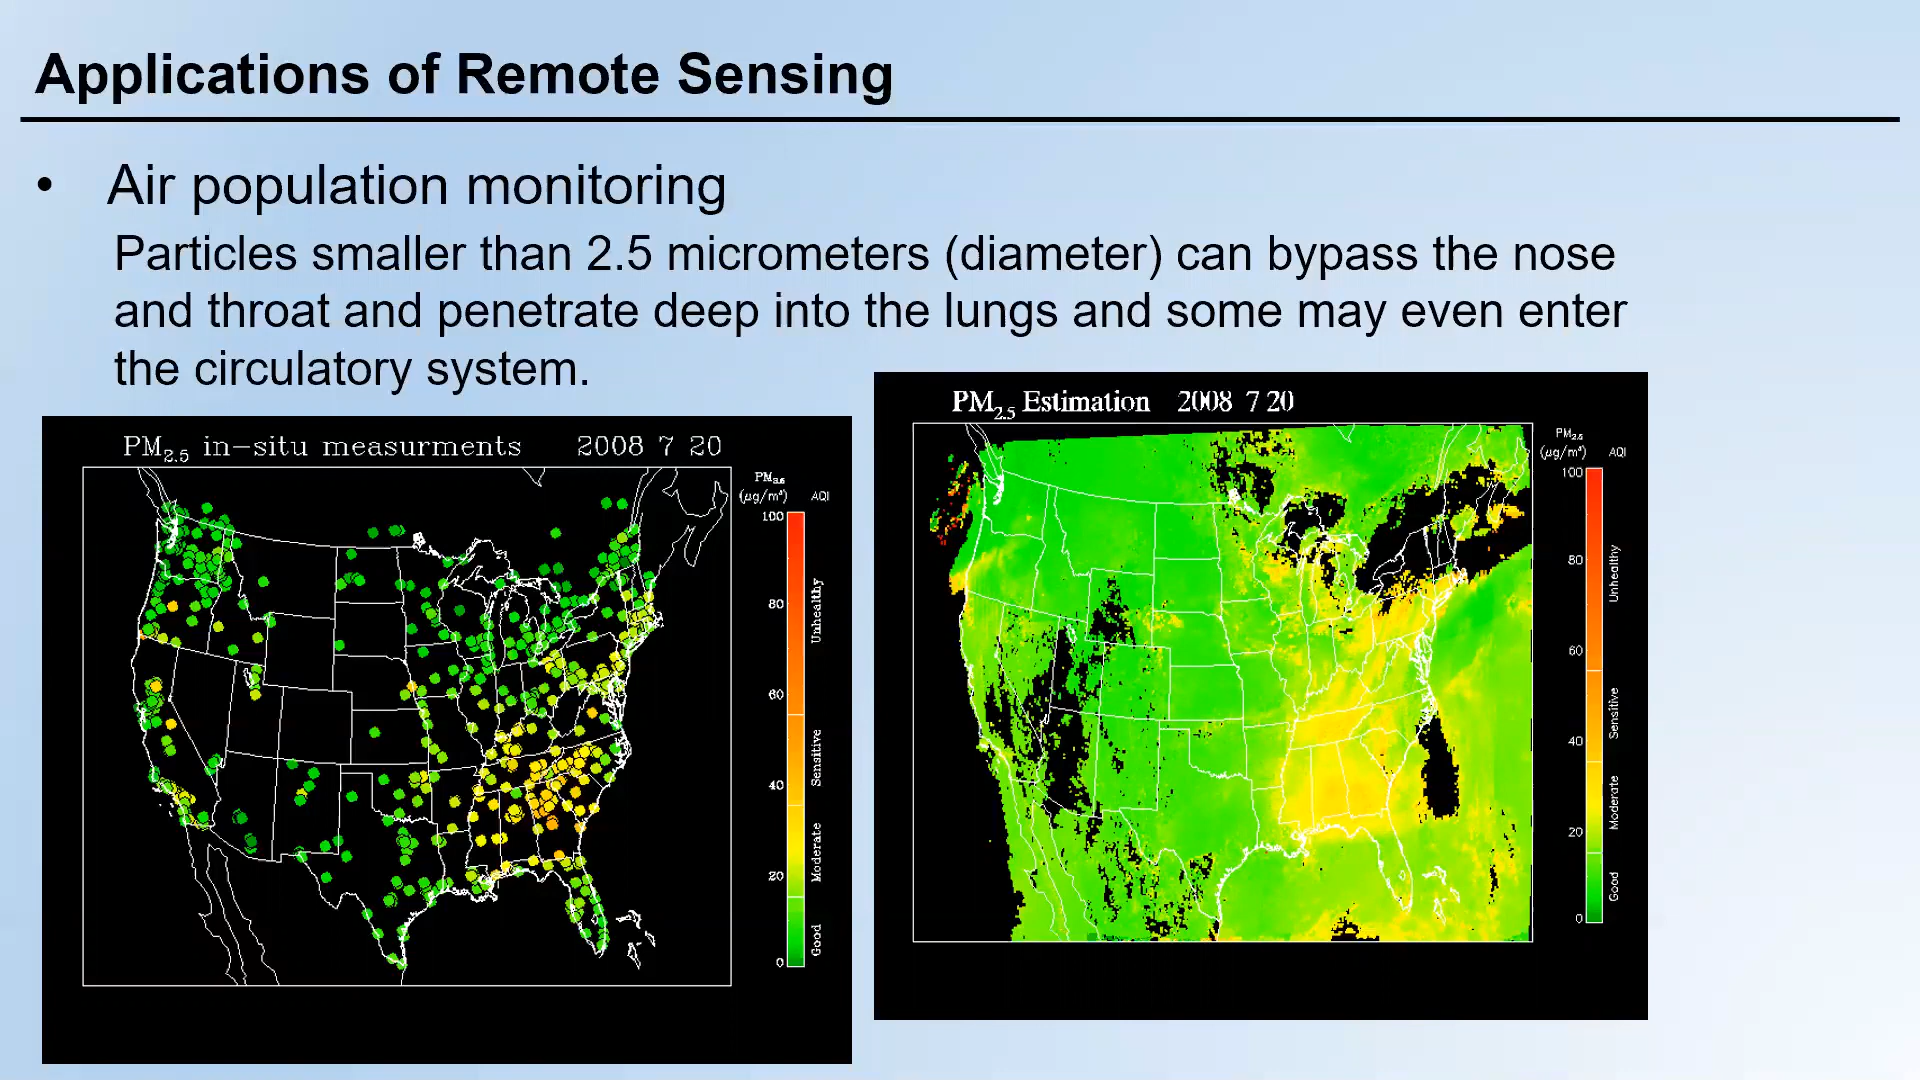 Applications of Remote Sensing
• Air population monitoring
Particles smaller than 2.5 micrometers (diameter) can bypass the nose
and throat and penetrate deep into the lungs and some may even enter
the circulatory system.
PM2.5 in-situ measurments 2008 7 20
PM2.5
(µg/m³) AQI
100
80
60
40
20
0
Unhealthy
Sensitive
Moderate
Good
PM2.5 Estimation 2008 7 20
PM2.5
(µg/m³) AQI
100
80
60
40
20
0
Unhealthy
Sensitive
Moderate
Good